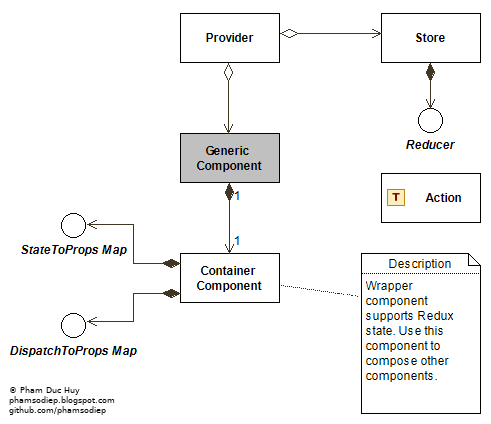 Provider
Store
Reducer
Generic
Component
T
Action
1
1
StateToProps Map
Container
Component
Description
Wrapper
component
supports Redux
state. Use this
component to
compose other
components.
DispatchToProps Map
® Pham Duc Huy
phamsodiep.blogspot.com
github.com/phamsodiep